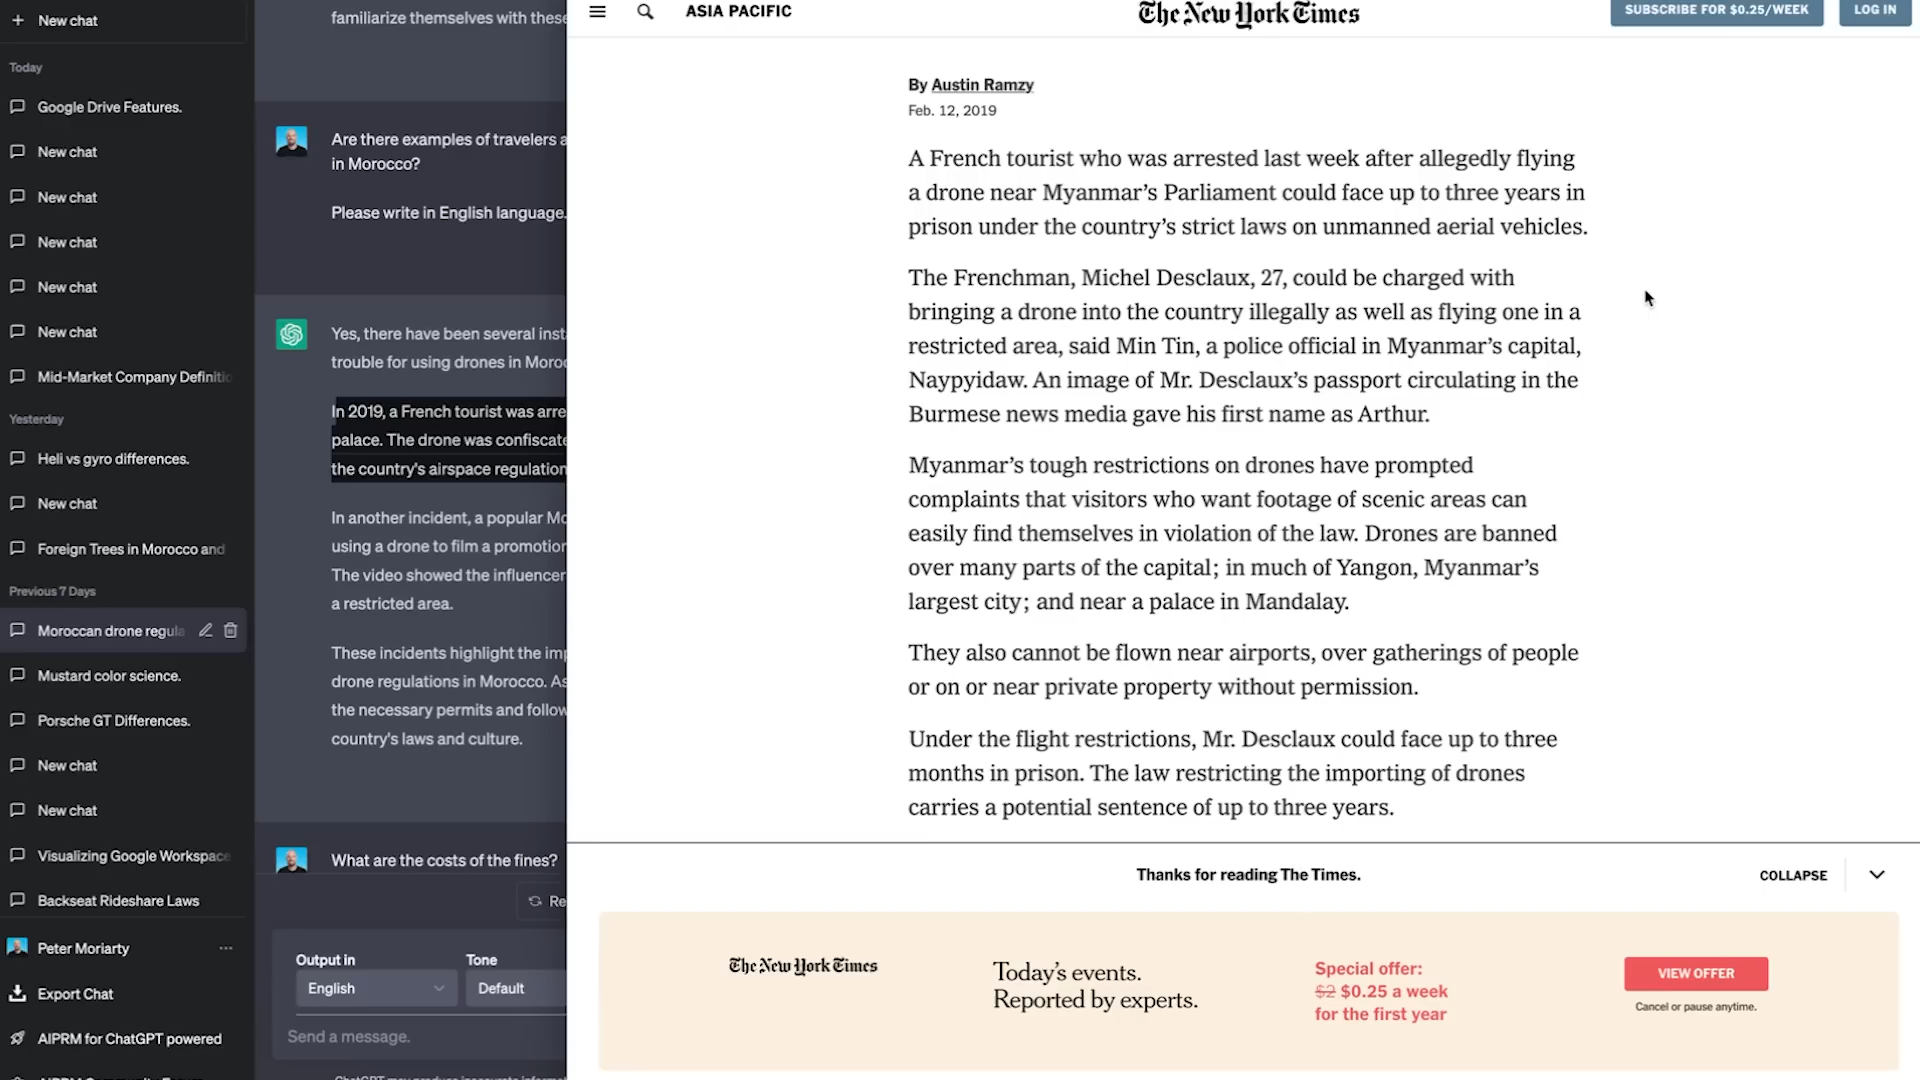 New chat
Today
Google Drive Features.
New chat
New chat
New chat
New chat
New chat
Mid-Market Company Definitio
Yesterday
Heli vs gyro differences.
New chat
Foreign Trees in Morocco and
Previous 7 Days
Moroccan drone regula
Mustard color science.
Porsche GT Differences.
New chat
New chat
Visualizing Google Workspace
Backseat Rideshare Laws
Peter Moriarty
Export Chat
AIPRM for ChatGPT powered
familiarize themselves with these
Are there examples of travelers a
in Morocco?
Please write in English language.
Yes, there have been several inst
trouble for using drones in Moroc
In 2019, a French tourist was arre
palace. The drone was confiscate
the country's airspace regulation
In another incident, a popular Mo
using a drone to film a promotion
The video showed the influencer
a restricted area.
These incidents highlight the imp
drone regulations in Morocco. As
the necessary permits and follow
country's laws and culture.
What are the costs of the fines?
Re
Output in
Tone
English
Default
Send a message.
ASIA PACIFIC
The New York Times
SUBSCRIBE FOR $0.25/WEEK
LOG IN
By Austin Ramzy
Feb. 12, 2019
A French tourist who was arrested last week after allegedly flying
a drone near Myanmar's Parliament could face up to three years in
prison under the country's strict laws on unmanned aerial vehicles.
The Frenchman, Michel Desclaux, 27, could be charged with
bringing a drone into the country illegally as well as flying one in a
restricted area, said Min Tin, a police official in Myanmar's capital,
Naypyidaw. An image of Mr. Desclaux's passport circulating in the
Burmese news media gave his first name as Arthur.
Myanmar's tough restrictions on drones have prompted
complaints that visitors who want footage of scenic areas can
easily find themselves in violation of the law. Drones are banned
over many parts of the capital; in much of Yangon, Myanmar's
largest city; and near a palace in Mandalay.
They also cannot be flown near airports, over gatherings of people
or on or near private property without permission.
Under the flight restrictions, Mr. Desclaux could face up to three
months in prison. The law restricting the importing of drones
carries a potential sentence of up to three years.
Thanks for reading The Times.
COLLAPSE
The New York Times
Today's events.
Reported by experts.
Special offer:
$2 $0.25 a week
for the first year
VIEW OFFER
Cancel or pause anytime.